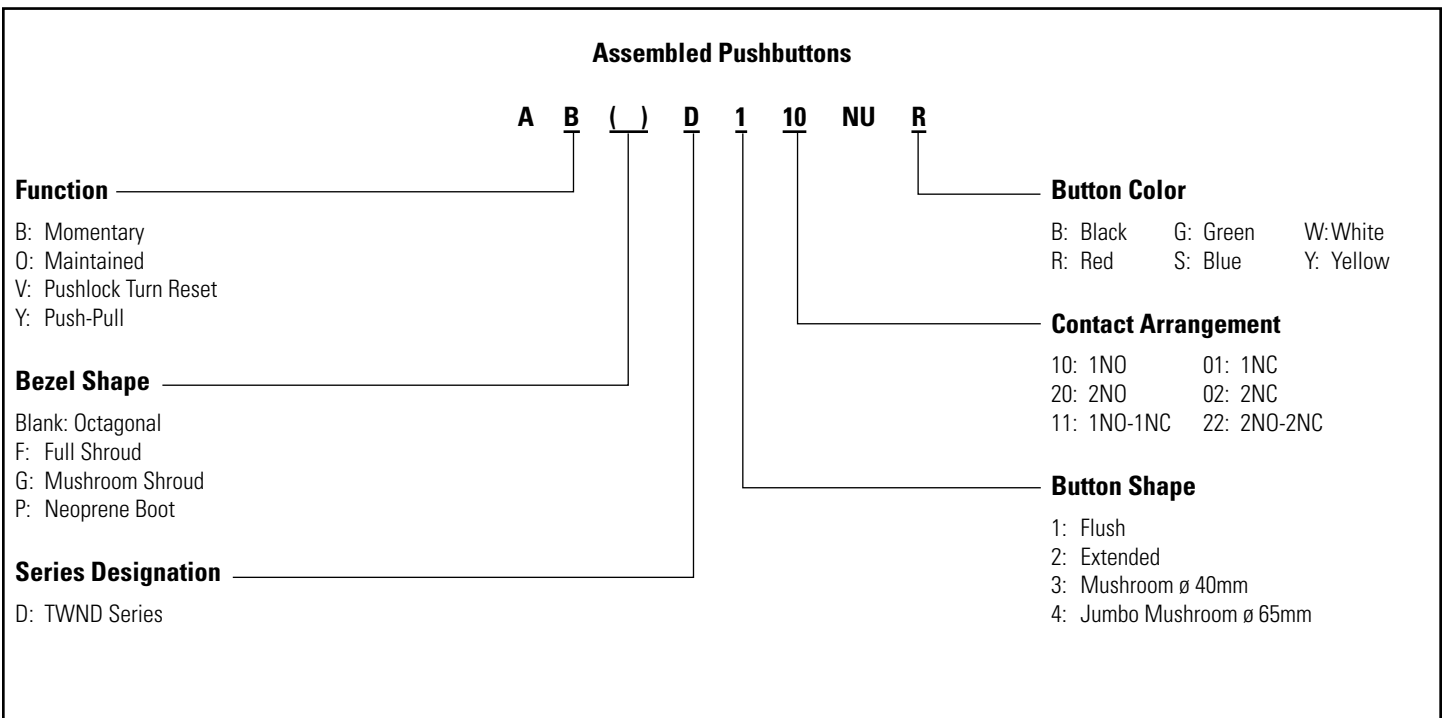 Assembled Pushbuttons
A B ( ) D 1 10 NU R
Function
B: Momentary
O: Maintained
V: Pushlock Turn Reset
Y: Push-Pull
Bezel Shape
Blank: Octagonal
F: Full Shroud
G: Mushroom Shroud
P: Neoprene Boot
Series Designation
D: TWND Series
Button Color
B: Black G: Green W: White
R: Red S: Blue Y: Yellow
Contact Arrangement
10: 1NO 01: 1NC
20: 2NO 02: 2NC
11: 1NO-1NC 22: 2NO-2NC
Button Shape
1: Flush
2: Extended
3: Mushroom ø 40mm
4: Jumbo Mushroom ø 65mm